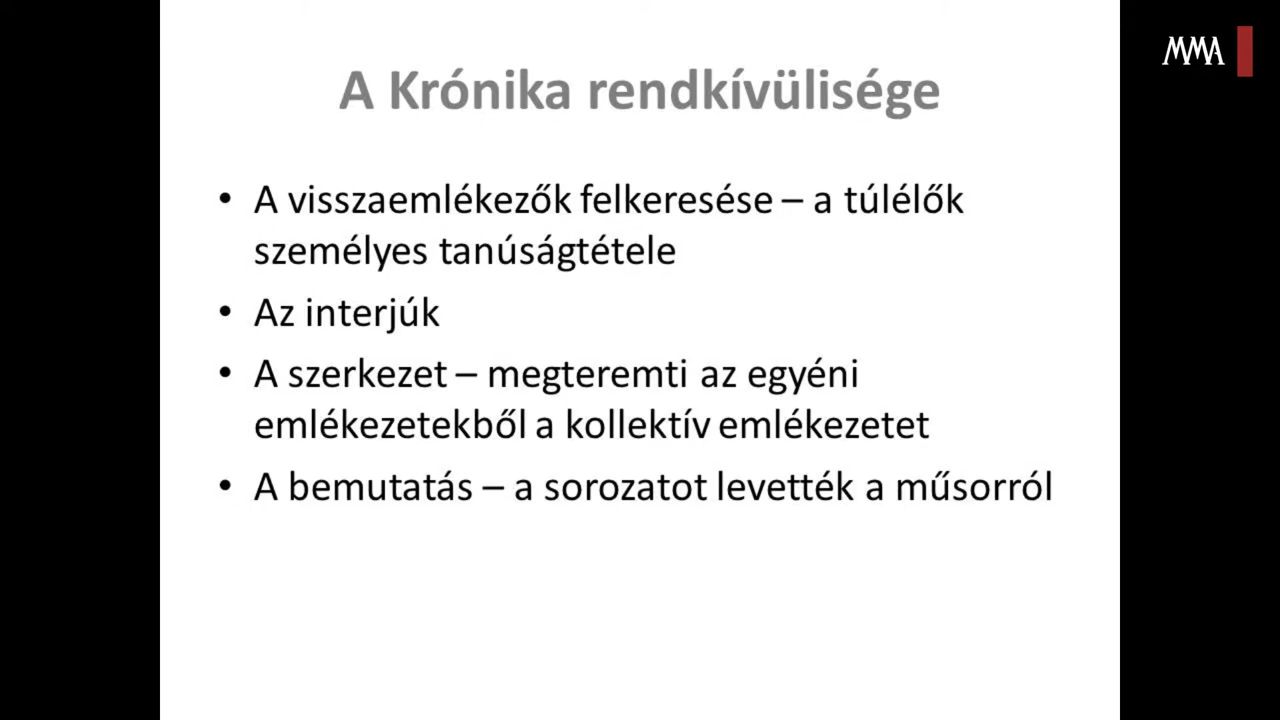 MMA
A Krónika rendkívülisége
• A visszaemlékezők felkeresése – a túlélők
személyes tanúságtétele
• Az interjúk
• A szerkezet – megteremti az egyéni
emlékezetekből a kollektív emlékezetet
• A bemutatás – a sorozatot levették a műsorról